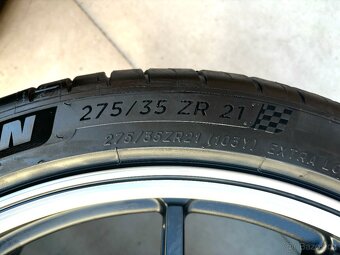 N 275/35 ZR 21
275/35ZR21 (103Y) EXTRA LO